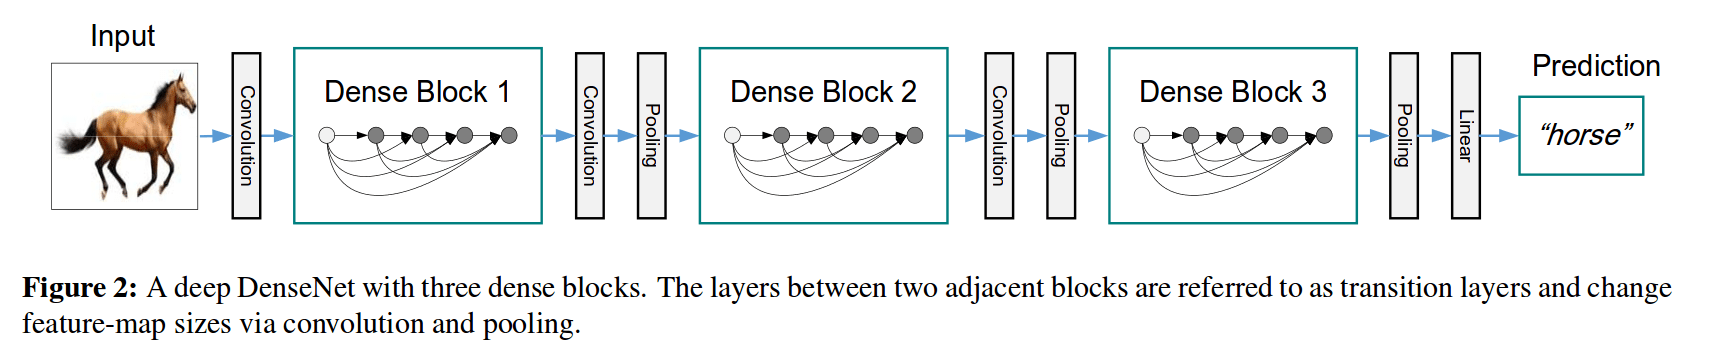 Input
Convolution
Dense Block 1
Convolution
Pooling
Dense Block 2
Convolution
Pooling
Dense Block 3
Pooling
Linear
Prediction
“horse”
Figure 2: A deep DenseNet with three dense blocks. The layers between two adjacent blocks are referred to as transition layers and change
feature-map sizes via convolution and pooling.